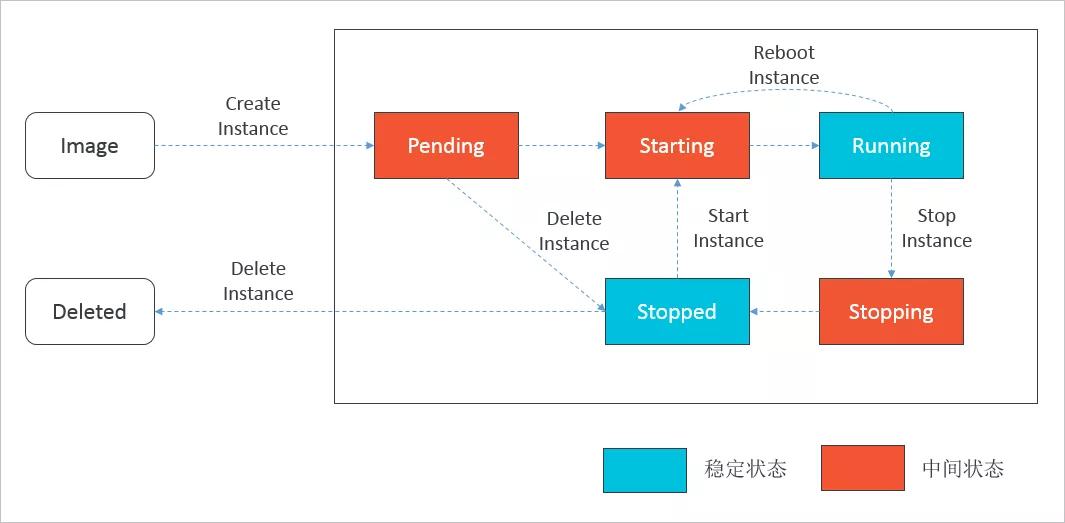 Reboot
Instance
Create
Instance
Image
Pending
Starting
Running
Delete
Instance
Start
Instance
Stop
Instance
Delete
Instance
Deleted
Stopped
Stopping
稳定状态
中间状态